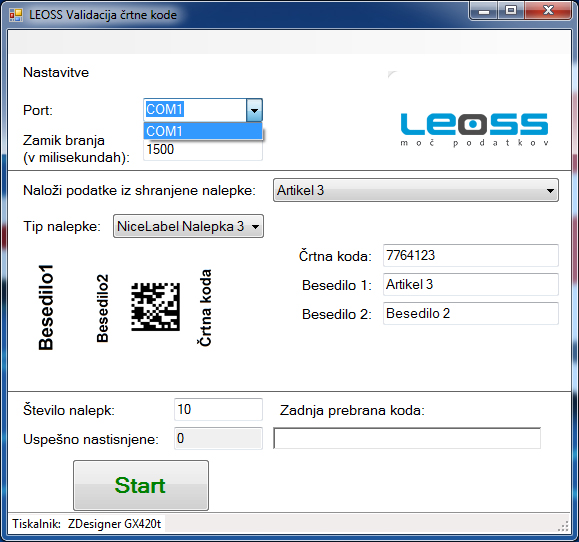 LEOSS Validacija črtne kode
Nastavitve
Port: COM1
COM1
Zamik branja
(v milisekundah): 1500
LEOSS
moč podatkov
Naloži podatke iz shranjene nalepke: Artikel 3
Tip nalepke: NiceLabel Nalepka 3
Besedilo1
Besedilo2
Črtna koda
Črtna koda: 7764123
Besedilo 1: Artikel 3
Besedilo 2: Besedilo 2
Število nalepk: 10
Zadnja prebrana koda:
Uspešno nastisnjene: 0
Start
Tiskalnik: ZDesigner GX420t